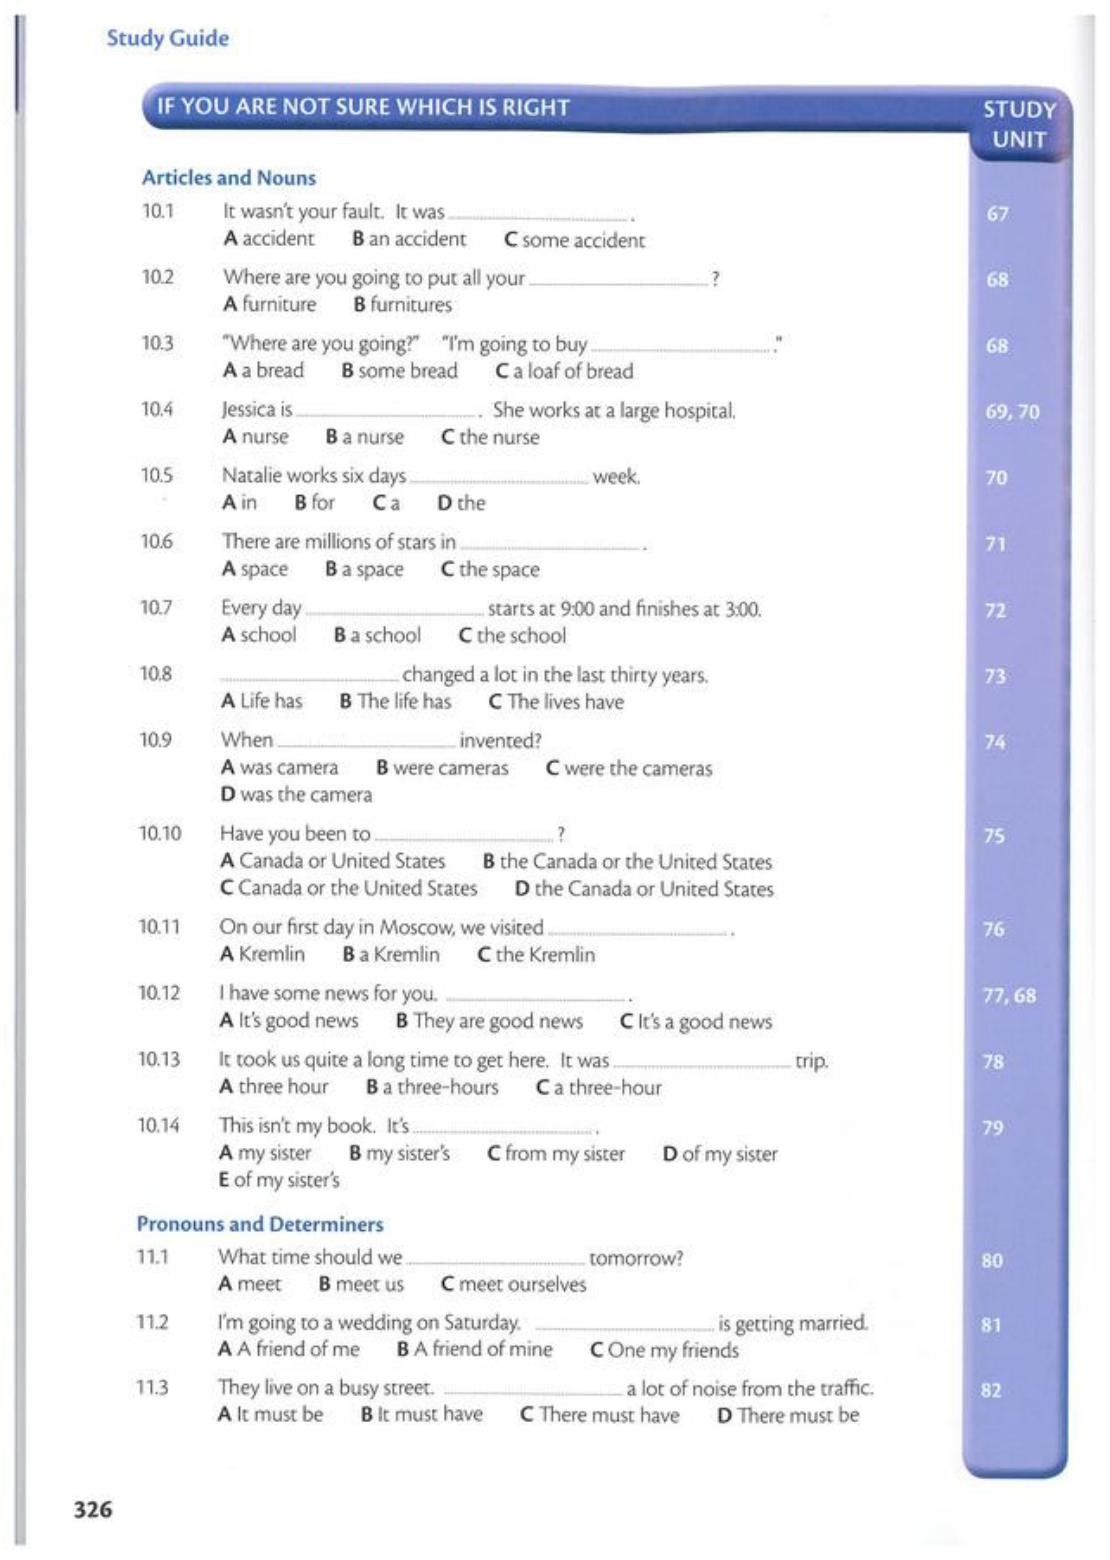 Study Guide
IF YOU ARE NOT SURE WHICH IS RIGHT
STUDY
UNIT
Articles and Nouns
10.1 It wasn't your fault. It was .................... . 67
A accident B an accident C some accident
10.2 Where are you going to put all your .................... ? 68
A furniture B furnitures
10.3 "Where are you going?" "I'm going to buy .................... ." 68
A a bread B some bread C a loaf of bread
10.4 Jessica is .................... . She works at a large hospital. 69, 70
A nurse B a nurse C the nurse
10.5 Natalie works six days .................... week. 70
A in B for C a D the
10.6 There are millions of stars in .................... . 71
A space B a space C the space
10.7 Every day .................... starts at 9:00 and finishes at 3:00. 72
A school B a school C the school
10.8 .................... changed a lot in the last thirty years. 73
A Life has B The life has C The lives have
10.9 When .................... invented? 74
A was camera B were cameras C were the cameras
D was the camera
10.10 Have you been to .................... ? 75
A Canada or United States B the Canada or the United States
C Canada or the United States D the Canada or United States
10.11 On our first day in Moscow, we visited .................... . 76
A Kremlin B a Kremlin C the Kremlin
10.12 I have some news for you. .................... . 77, 68
A It's good news B They are good news C It's a good news
10.13 It took us quite a long time to get here. It was .................... trip. 78
A three hour B a three-hours C a three-hour
10.14 This isn't my book. It's .................... . 79
A my sister B my sister's C from my sister D of my sister
E of my sister's
Pronouns and Determiners
11.1 What time should we .................... tomorrow? 80
A meet B meet us C meet ourselves
11.2 I'm going to a wedding on Saturday. .................... is getting married. 81
A A friend of me B A friend of mine C One my friends
11.3 They live on a busy street. .................... a lot of noise from the traffic. 82
A It must be B It must have C There must have D There must be
326